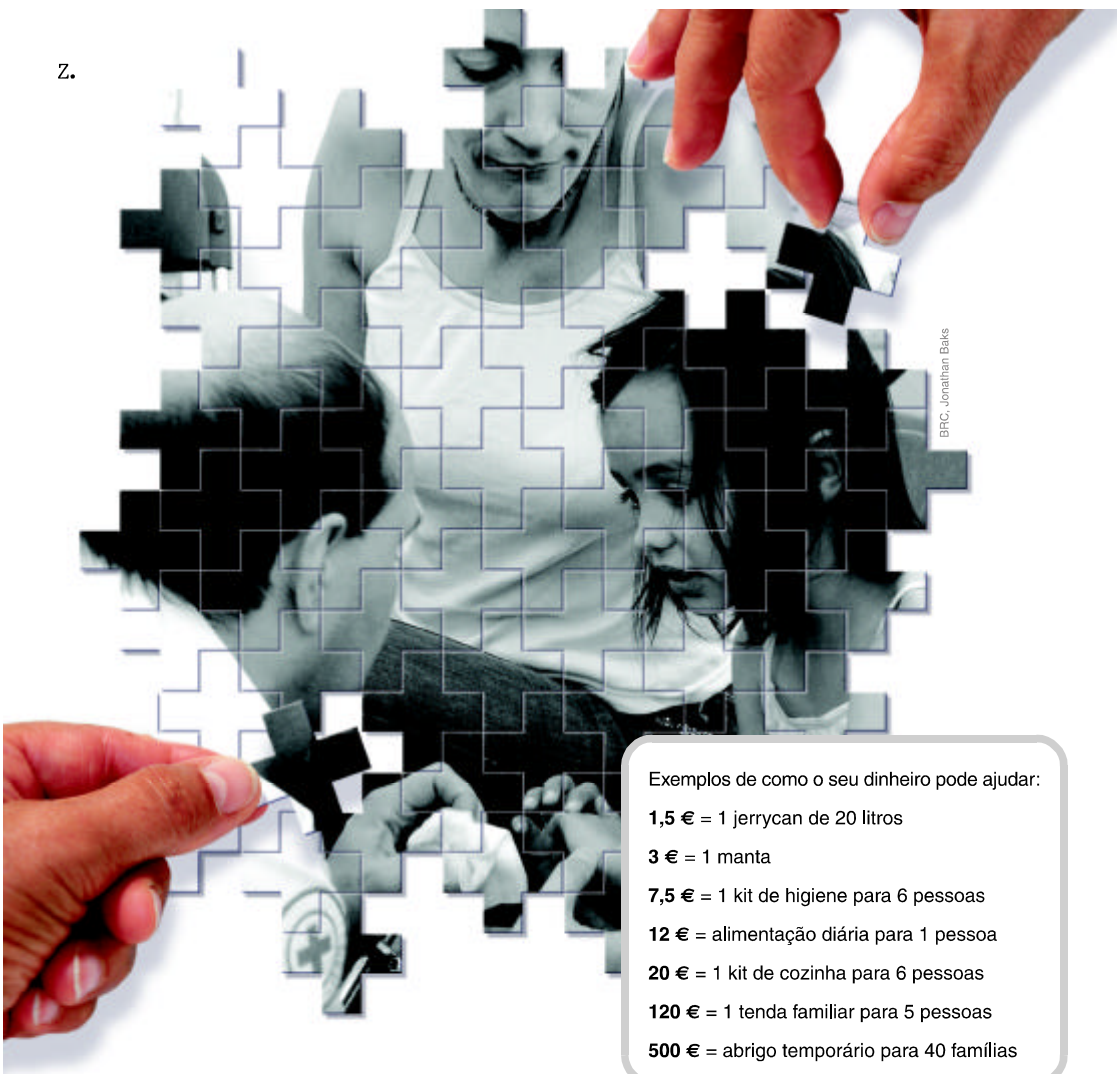 z.
BRC, Jonathan Baks
Exemplos de como o seu dinheiro pode ajudar:
1,5 € = 1 jerrycan de 20 litros
3 € = 1 manta
7,5 € = 1 kit de higiene para 6 pessoas
12 € = alimentação diária para 1 pessoa
20 € = 1 kit de cozinha para 6 pessoas
120 € = 1 tenda familiar para 5 pessoas
500 € = abrigo temporário para 40 famílias